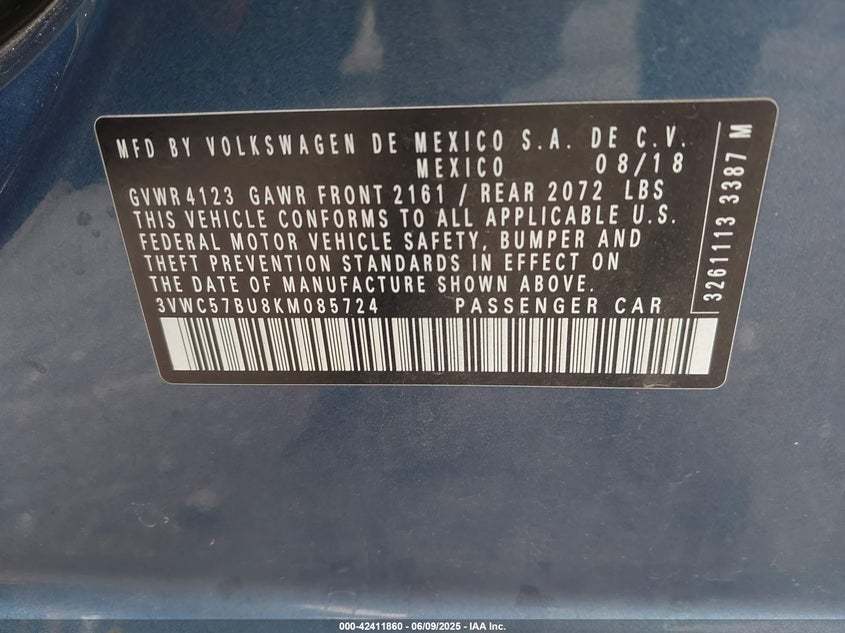 MFD BY VOLKSWAGEN DE MEXICO S.A. DE C.V.
MEXICO 08/18
GVWR 4123 GAWR FRONT 2161 / REAR 2072 LBS
THIS VEHICLE CONFORMS TO ALL APPLICABLE U.S.
FEDERAL MOTOR VEHICLE SAFETY, BUMPER AND
THEFT PREVENTION STANDARDS IN EFFECT ON
THE DATE OF MANUFACTURE SHOWN ABOVE.
3VWC57BU8KM085724 PASSENGER CAR
3261113 3387 M
000-42411860 - 06/09/2025 - IAA Inc.